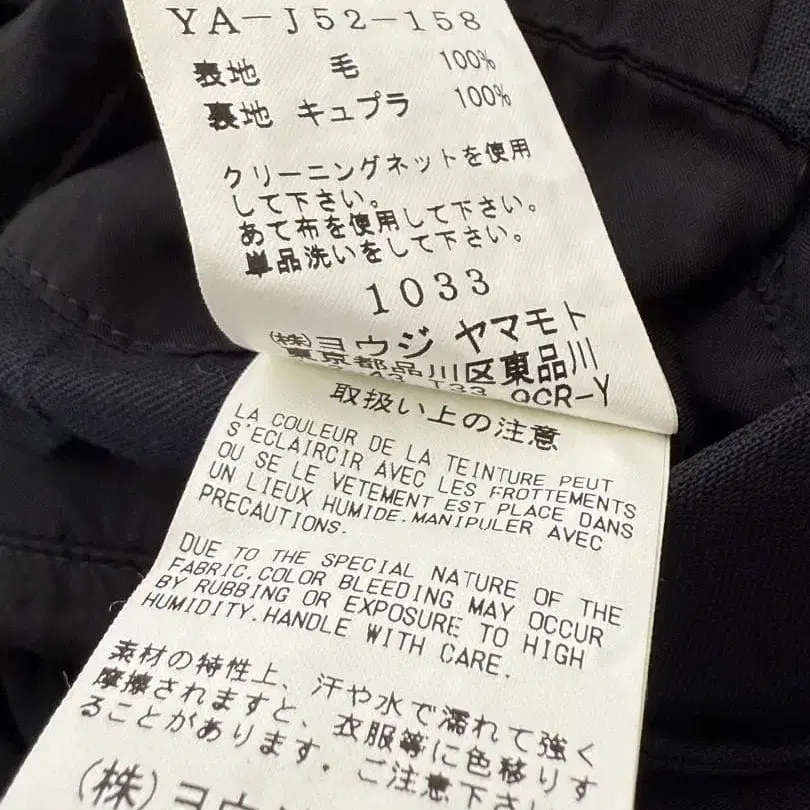 YA-J52-158
表地 毛 100%
裏地 キュプラ 100%
クリーニングネットを使用
して下さい。
あて布を使用して下さい。
単品洗いをして下さい。
1033
(株)ヨウジ ヤマモト
東京都品川区東品川
T33 9CR-Y
取扱い上の注意
LA COULEUR DE LA TEINTURE PEUT
S'ECLAIRCIR AVEC LES FROTTEMENTS
OU SE LE VETEMENT EST PLACE DANS
UN LIEUX HUMIDE.MANIPULER AVEC
PRECAUTIONS.
DUE TO THE SPECIAL NATURE OF THE
FABRIC.COLOR BLEEDING MAY OCCUR
BY RUBBING OR EXPOSURE TO HIGH
HUMIDITY.HANDLE WITH CARE.
素材の特性上、汗や水で濡れて強く
摩擦されますと、衣服等に色移りす
ることがあります。ご注意下さい
(株)ヨウジ